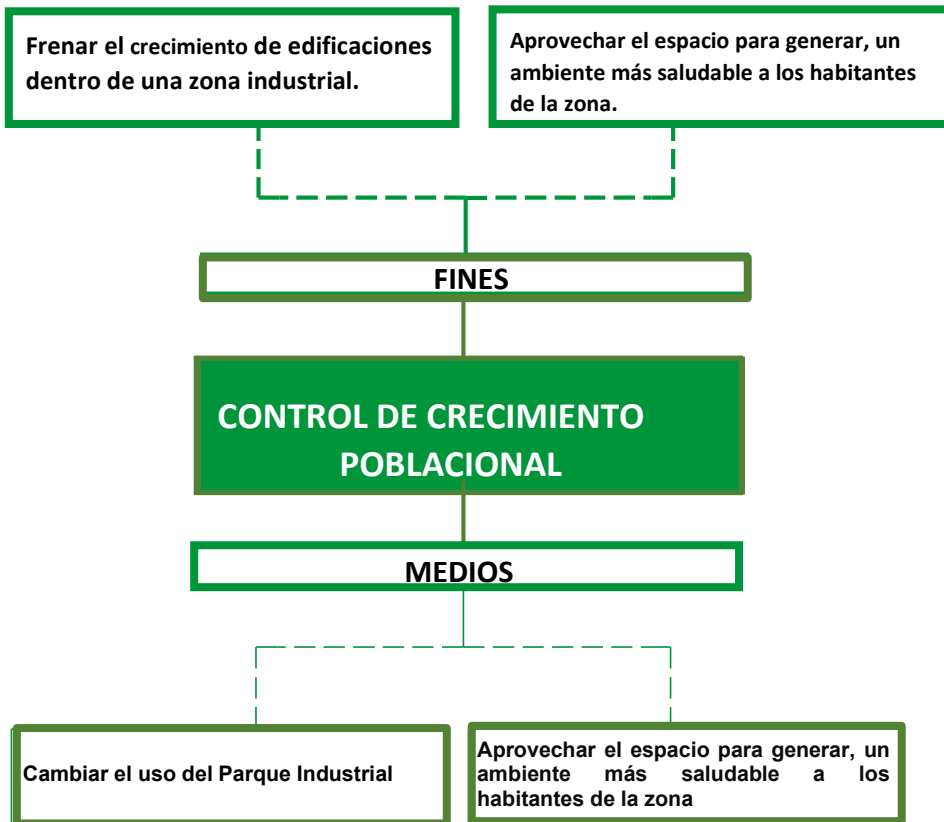 Frenar el crecimiento de edificaciones
dentro de una zona industrial.
Aprovechar el espacio para generar, un
ambiente más saludable a los habitantes
de la zona.
FINES
CONTROL DE CRECIMIENTO
POBLACIONAL
MEDIOS
Cambiar el uso del Parque Industrial
Aprovechar el espacio para generar, un
ambiente más saludable a los
habitantes de la zona